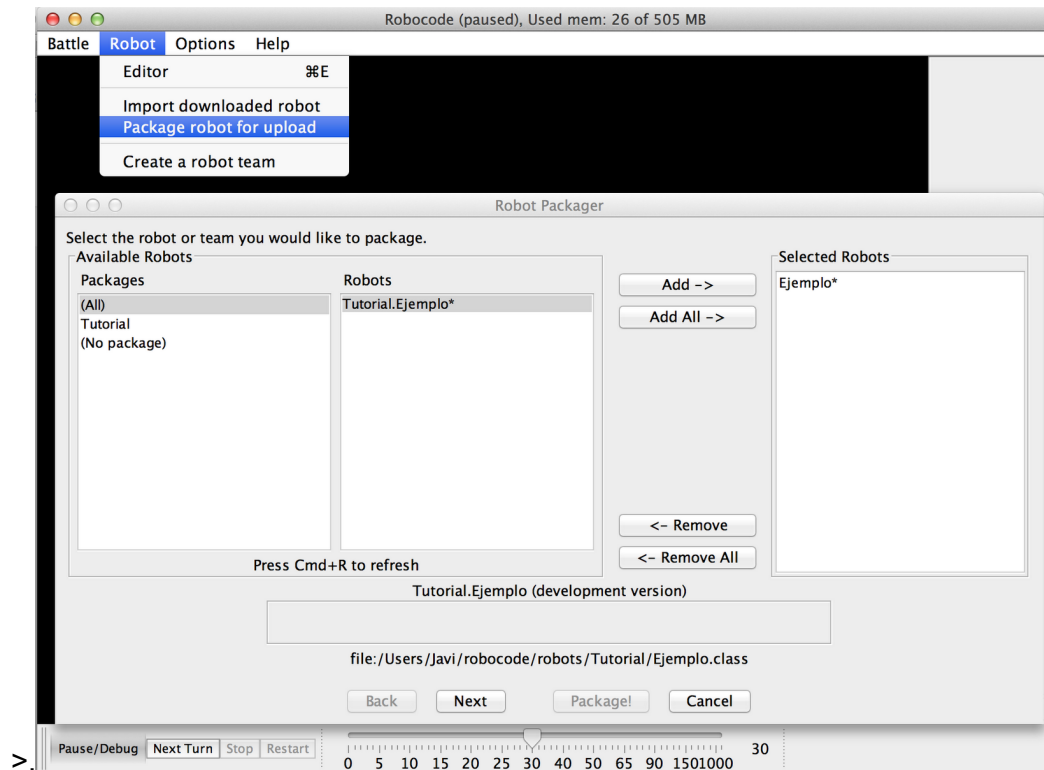 Robocode (paused), Used mem: 26 of 505 MB
Battle Robot Options Help
Editor ⌘E
Import downloaded robot
Package robot for upload
Create a robot team
Robot Packager
Select the robot or team you would like to package.
Available Robots
Selected Robots
Packages Robots
(All)
Tutorial
(No package)
Tutorial.Ejemplo*
Add ->
Add All ->
<- Remove
<- Remove All
Ejemplo*
Press Cmd+R to refresh
Tutorial.Ejemplo (development version)
file:/Users/Javi/robocode/robots/Tutorial/Ejemplo.class
Back Next Package! Cancel
>.
Pause/Debug Next Turn Stop Restart
0 5 10 15 20 25 30 40 50 65 90 1501000
30